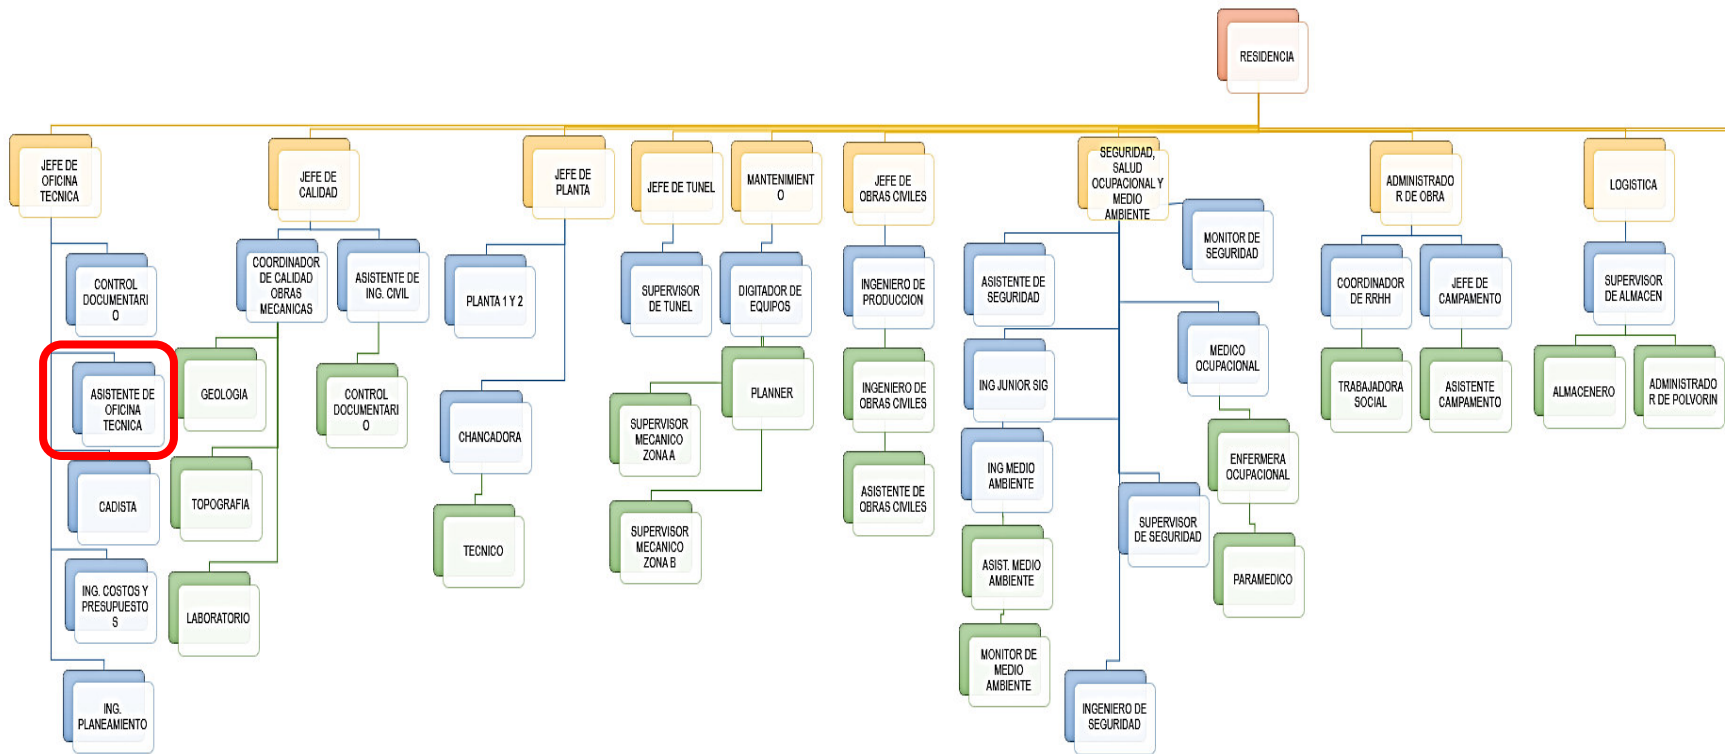 RESIDENCIA
JEFE DE
OFICINA
TECNICA
JEFE DE
CALIDAD
JEFE DE
PLANTA
JEFE DE TUNEL
MANTENIMIENT
O
JEFE DE
OBRAS CIVILES
SEGURIDAD,
SALUD
OCUPACIONAL Y
MEDIO
AMBIENTE
ADMINISTRADO
R DE OBRA
LOGISTICA
CONTROL
DOCUMENTARI
O
COORDINADOR
DE CALIDAD
OBRAS
MECANICAS
ASISTENTE DE
ING. CIVIL
PLANTA 1 Y 2
SUPERVISOR
DE TUNEL
DIGITADOR DE
EQUIPOS
INGENIERO DE
PRODUCCION
ASISTENTE DE
SEGURIDAD
MONITOR DE
SEGURIDAD
COORDINADOR
DE RRHH
JEFE DE
CAMPAMENTO
SUPERVISOR
DE ALMACEN
ASISTENTE DE
OFICINA
TECNICA
GEOLOGIA
CONTROL
DOCUMENTARI
O
CHANCADORA
SUPERVISOR
MECANICO
ZONA A
PLANNER
INGENIERO DE
OBRAS CIVILES
ING JUNIOR SIG
MEDICO
OCUPACIONAL
TRABAJADORA
SOCIAL
ASISTENTE
CAMPAMENTO
ALMACENERO
ADMINISTRADO
R DE POLVORIN
CADISTA
TOPOGRAFIA
TECNICO
SUPERVISOR
MECANICO
ZONA B
ASISTENTE DE
OBRAS CIVILES
ING MEDIO
AMBIENTE
SUPERVISOR
DE SEGURIDAD
ENFERMERA
OCUPACIONAL
ING. COSTOS Y
PRESUPUESTO
S
LABORATORIO
ASIST. MEDIO
AMBIENTE
PARAMEDICO
ING.
PLANEAMIENTO
MONITOR DE
MEDIO
AMBIENTE
INGENIERO DE
SEGURIDAD